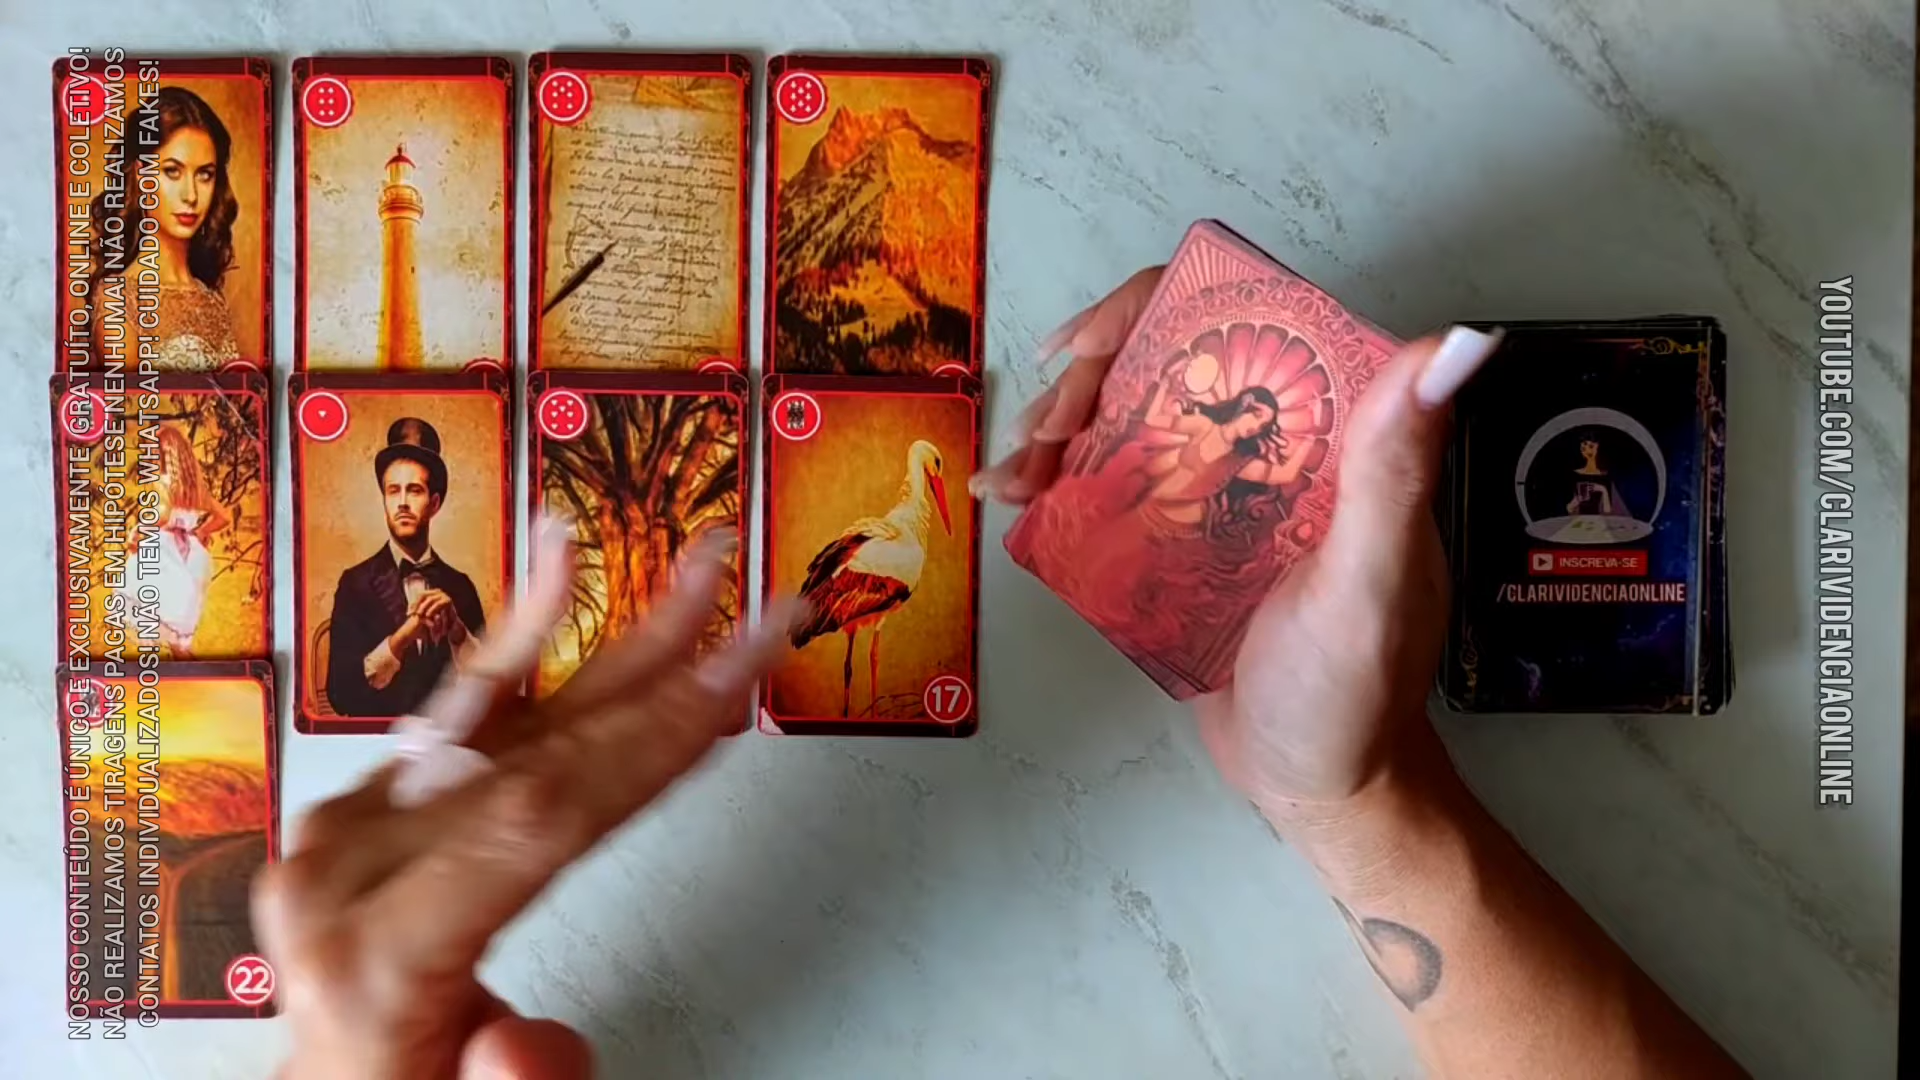 NOSSO CONTEÚDO É ÚNICO E EXCLUSIVAMENTE GRATUÍTO, ONLINE E COLETIVO!
NÃO REALIZAMOS TIRAGENS PAGAS EM HIPÓTESE NENHUMA! NÃO REALIZAMOS
CONTATOS INDIVIDUALIZADOS! NÃO TEMOS WHATSAPP! CUIDADO COM FAKES!
17
22
INSCREVA-SE
/CLARIVIDENCIAONLINE
YOUTUBE.COM/CLARIVIDENCIAONLINE